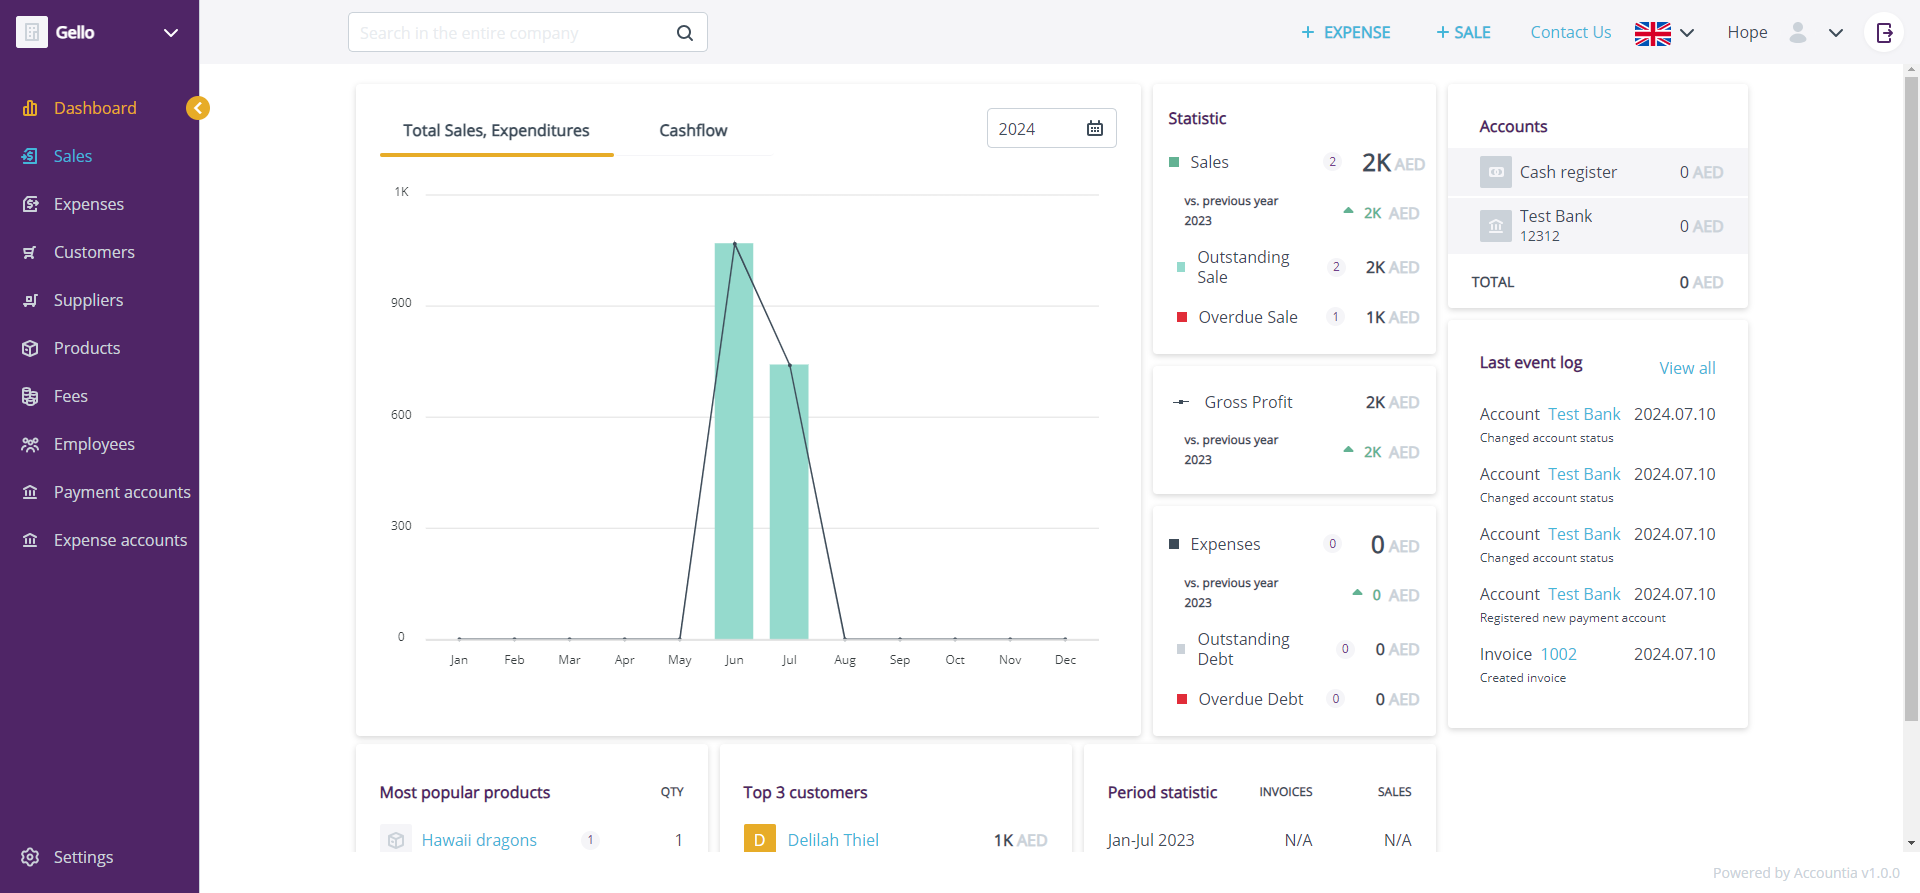 Gello
Search in the entire company
+ EXPENSE
+ SALE
Contact Us
Hope
Dashboard
Sales
Expenses
Customers
Suppliers
Products
Fees
Employees
Payment accounts
Expense accounts
Settings
Total Sales, Expenditures
Cashflow
2024
1K
900
600
300
0
Jan Feb Mar Apr May Jun Jul Aug Sep Oct Nov Dec
Statistic
Sales 2 2K AED
vs. previous year
2023
2K AED
Outstanding
Sale
2 2K AED
Overdue Sale 1 1K AED
Gross Profit 2K AED
vs. previous year
2023
2K AED
Expenses 0 0 AED
vs. previous year
2023
0 AED
Outstanding
Debt
0 0 AED
Overdue Debt 0 0 AED
Accounts
Cash register 0 AED
Test Bank
12312
0 AED
TOTAL 0 AED
Last event log
View all
Account Test Bank 2024.07.10
Changed account status
Account Test Bank 2024.07.10
Changed account status
Account Test Bank 2024.07.10
Changed account status
Account Test Bank 2024.07.10
Registered new payment account
Invoice 1002 2024.07.10
Created invoice
Most popular products QTY
Hawaii dragons 1 1
Top 3 customers
D Delilah Thiel 1K AED
Period statistic INVOICES SALES
Jan-Jul 2023 N/A N/A
Powered by Accountia v1.0.0